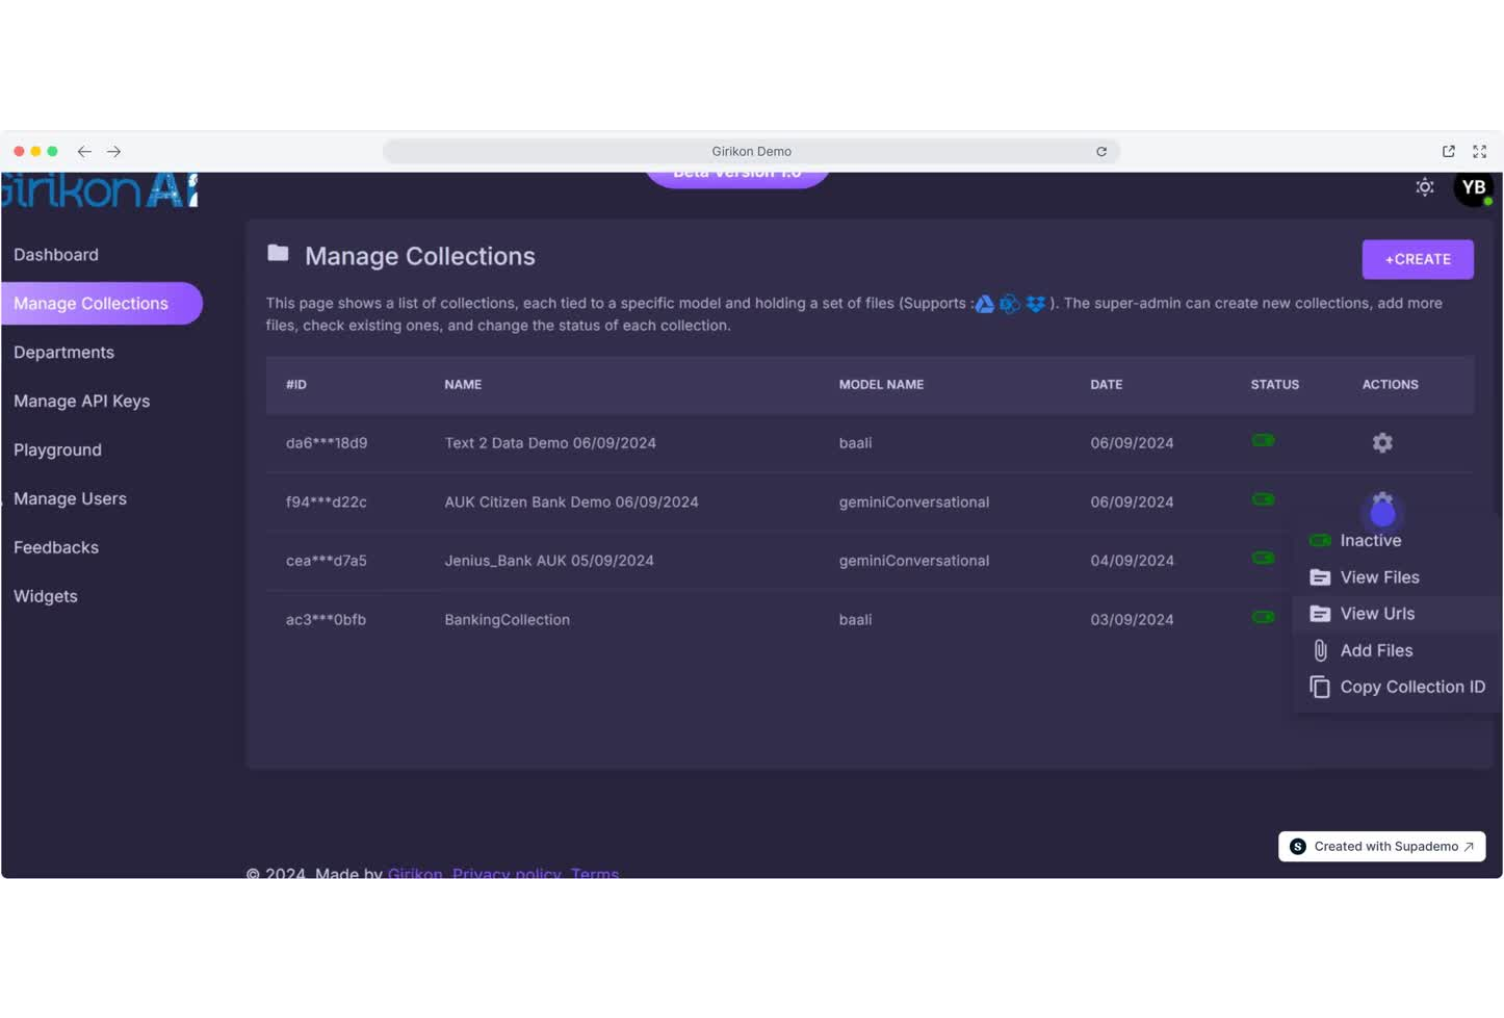 Girikon Demo
Girikon AI
Beta Version 1.0
YB
Dashboard
Manage Collections
Departments
Manage API Keys
Playground
Manage Users
Feedbacks
Widgets
Manage Collections
+CREATE
This page shows a list of collections, each tied to a specific model and holding a set of files (Supports : ). The super-admin can create new collections, add more
files, check existing ones, and change the status of each collection.
#ID NAME MODEL NAME DATE STATUS ACTIONS
da6***18d9 Text 2 Data Demo 06/09/2024 baali 06/09/2024
f94***d22c AUK Citizen Bank Demo 06/09/2024 geminiConversational 06/09/2024
cea***d7a5 Jenius_Bank AUK 05/09/2024 geminiConversational 04/09/2024
ac3***0bfb BankingCollection baali 03/09/2024
Inactive
View Files
View Urls
Add Files
Copy Collection ID
S Created with Supademo
© 2024, Made by Girikon, Privacy policy, Terms